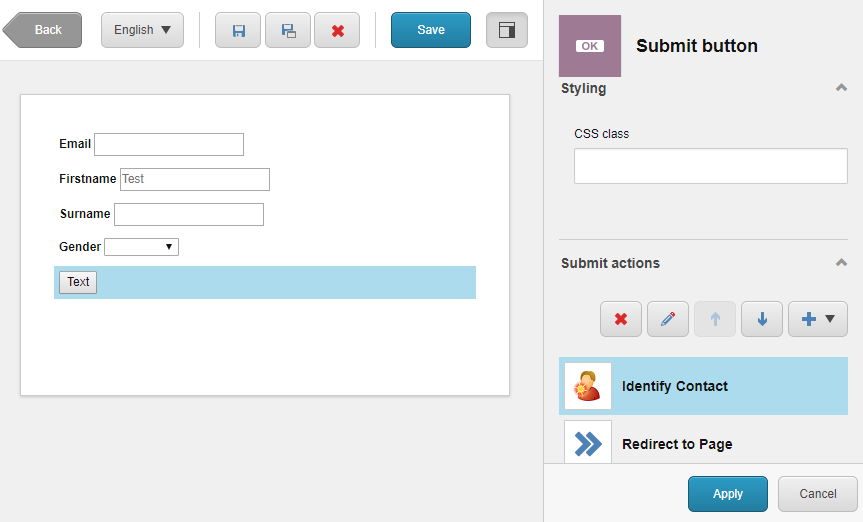 Back
English
Save
Email
Firstname Test
Surname
Gender
Text
OK
Submit button
Styling
CSS class
Submit actions
Identify Contact
Redirect to Page
Apply
Cancel